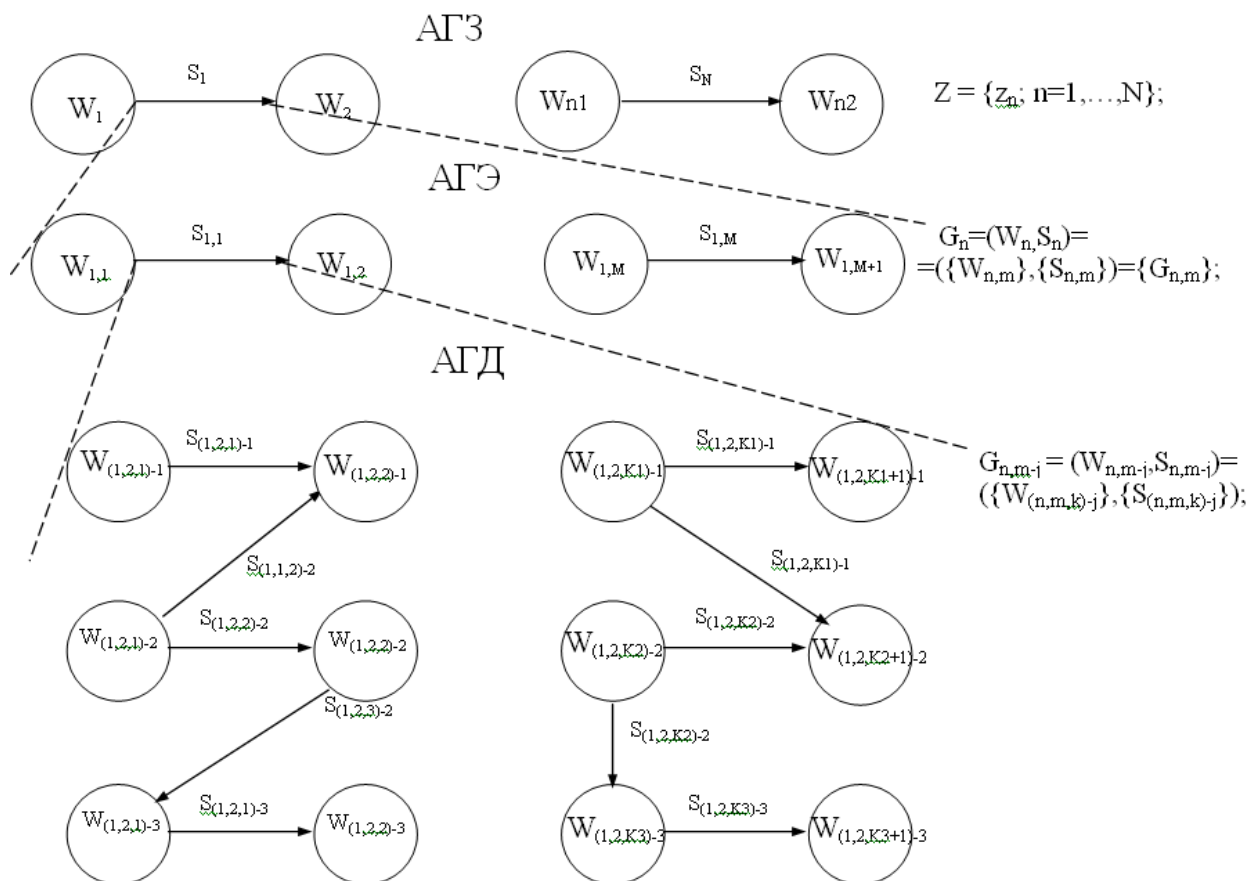 АГЗ
S1
SN
W1
W2
Wn1
Wn2
Z = {zn; n=1,…,N};
АГЭ
S1,1
S1,M
W1,1
W1,2
W1,M
W1,M+1
Gn=(Wn,Sn)=
=({Wn,m},{Sn,m})={Gn,m};
АГД
S(1,2,1)-1
S(1,2,K1)-1
W(1,2,1)-1
W(1,2,2)-1
W(1,2,K1)-1
W(1,2,K1+1)-1
Gn,m-j = (Wn,m-j,Sn,m-j)=
({W(n,m,k)-j},{S(n,m,k)-j});
S(1,1,2)-2
S(1,2,K1)-1
S(1,2,2)-2
S(1,2,K2)-2
W(1,2,1)-2
W(1,2,2)-2
W(1,2,K2)-2
W(1,2,K2+1)-2
S(1,2,3)-2
S(1,2,K2)-2
S(1,2,1)-3
S(1,2,K3)-3
W(1,2,1)-3
W(1,2,2)-3
W(1,2,K3)-3
W(1,2,K3+1)-3